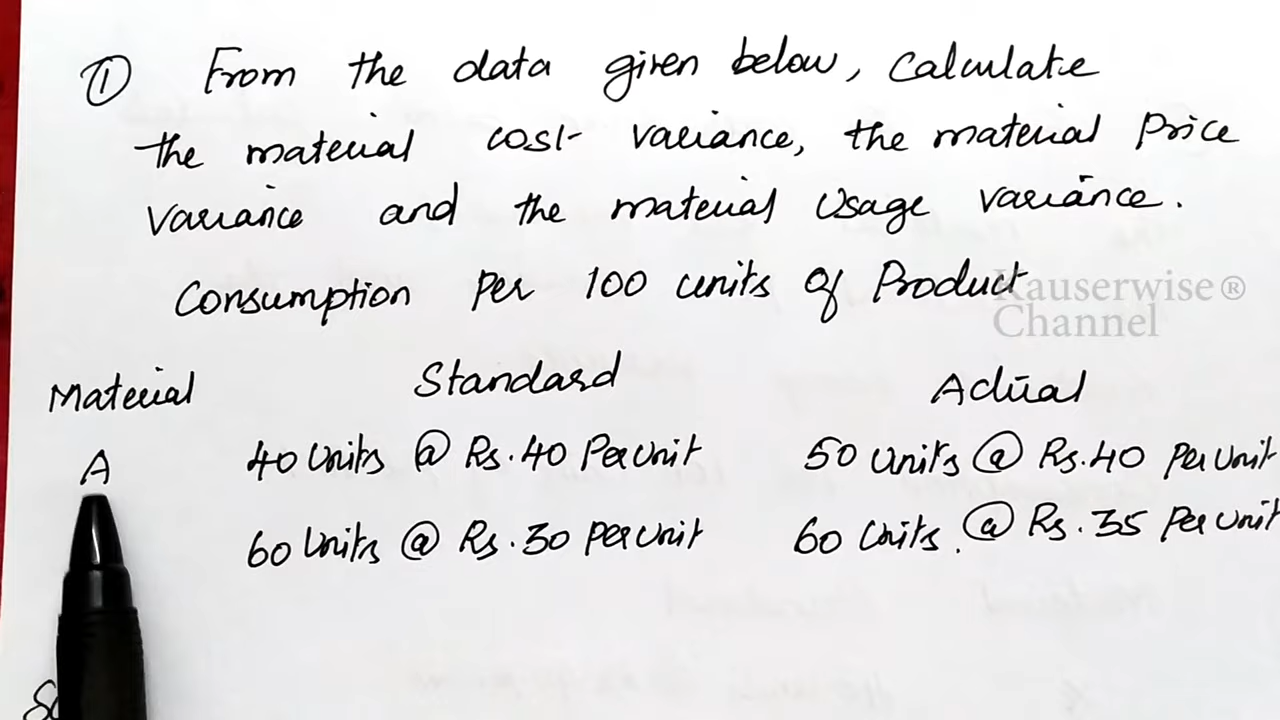 ① From the data given below, calculate
the material cost variance, the material Price
variance and the material Usage variance.
Consumption Per 100 units of Product
Kauserwise®
Channel
Material Standard Actual
A 40 Units @ Rs.40 Per Unit 50 Units @ Rs.40 Per Unit
60 Units @ Rs.30 Per Unit 60 Units @ Rs.35 Per Unit